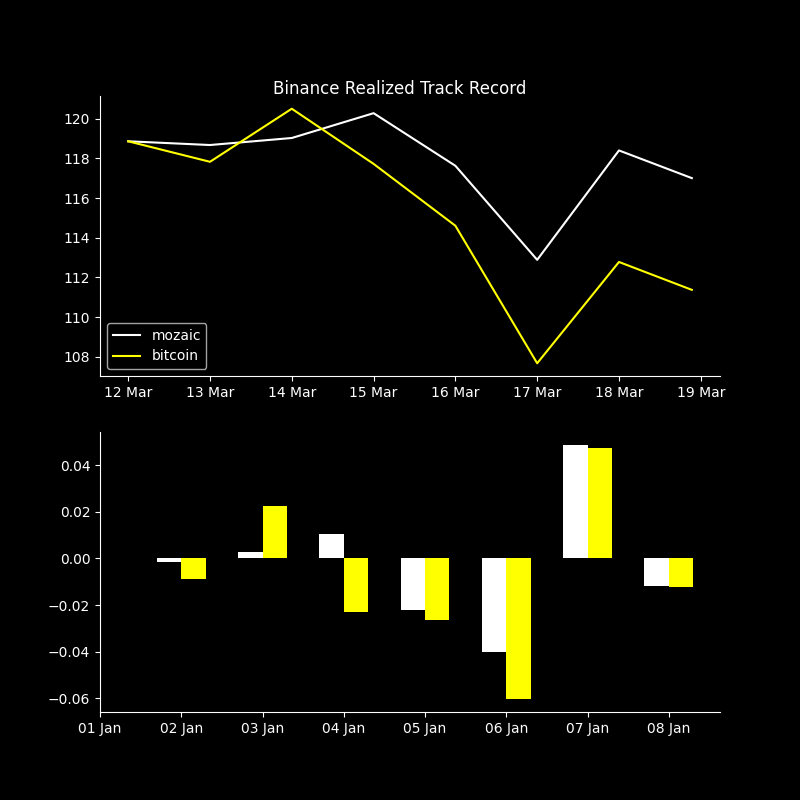 Binance Realized Track Record
120
118
116
114
112
110
108
mozaic
bitcoin
12 Mar 13 Mar 14 Mar 15 Mar 16 Mar 17 Mar 18 Mar 19 Mar
0.04
0.02
0.00
−0.02
−0.04
−0.06
01 Jan 02 Jan 03 Jan 04 Jan 05 Jan 06 Jan 07 Jan 08 Jan